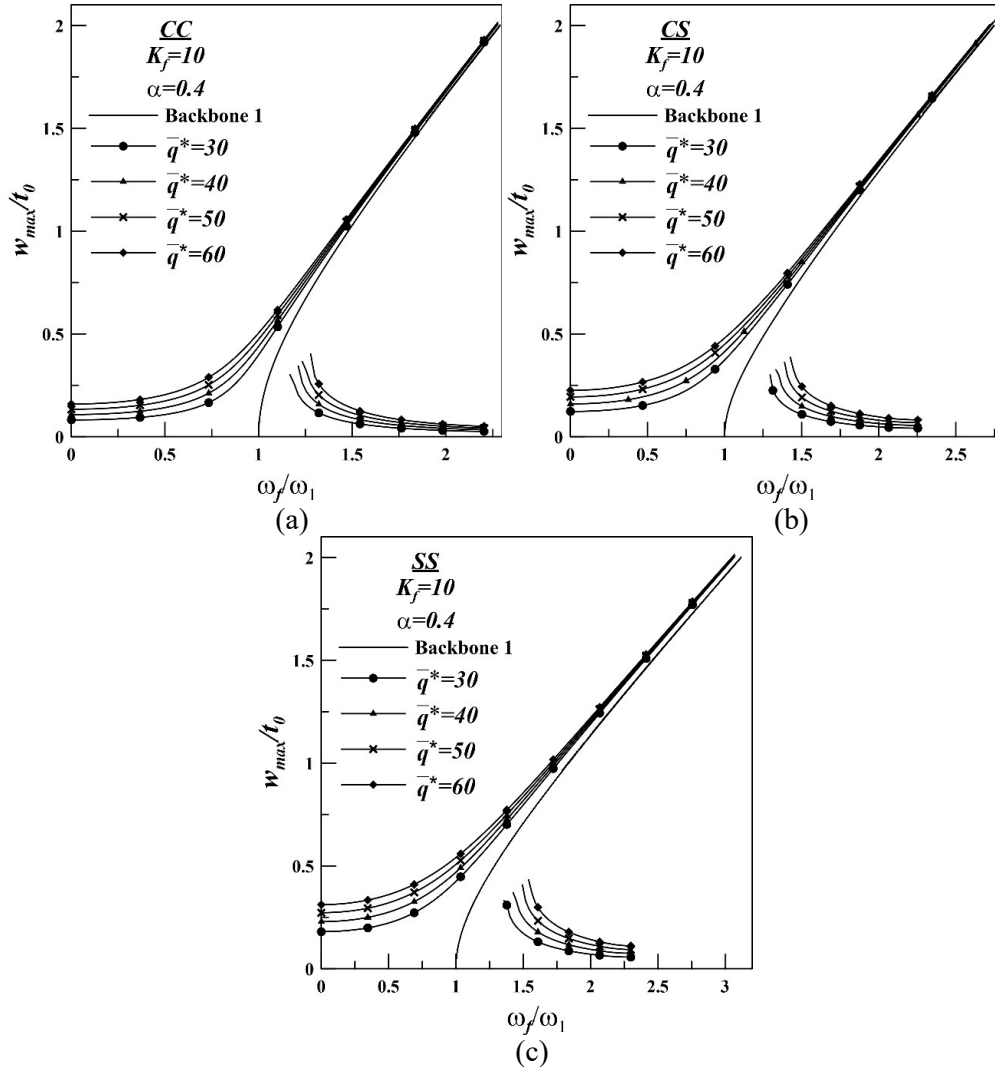 CC
K_f=10
α=0.4
Backbone 1
q̅*=30
q̅*=40
q̅*=50
q̅*=60
w_max/t_0
2
1.5
1
0.5
0
0 0.5 1 1.5 2
ω_f/ω_1
(a)
CS
K_f=10
α=0.4
Backbone 1
q̅*=30
q̅*=40
q̅*=50
q̅*=60
w_max/t_0
2
1.5
1
0.5
0
0 0.5 1 1.5 2 2.5
ω_f/ω_1
(b)
SS
K_f=10
α=0.4
Backbone 1
q̅*=30
q̅*=40
q̅*=50
q̅*=60
w_max/t_0
2
1.5
1
0.5
0
0 0.5 1 1.5 2 2.5 3
ω_f/ω_1
(c)